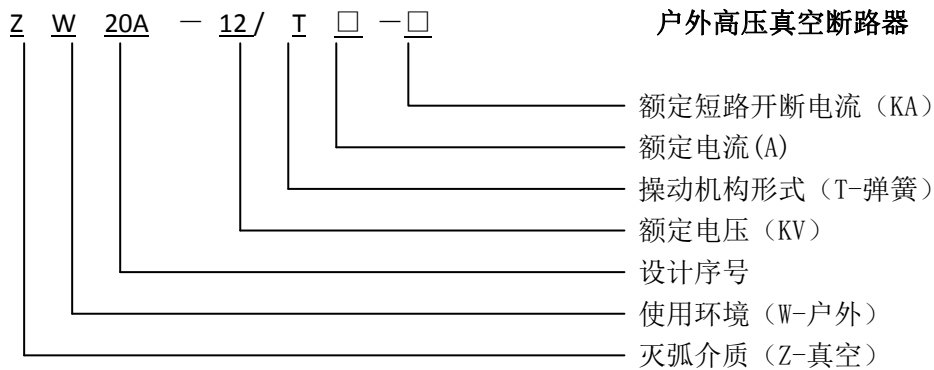 Z W 20A － 12/ T □ －□ 户外高压真空断路器
额定短路开断电流（KA）
额定电流(A)
操动机构形式（T-弹簧）
额定电压（KV）
设计序号
使用环境（W-户外）
灭弧介质（Z-真空）